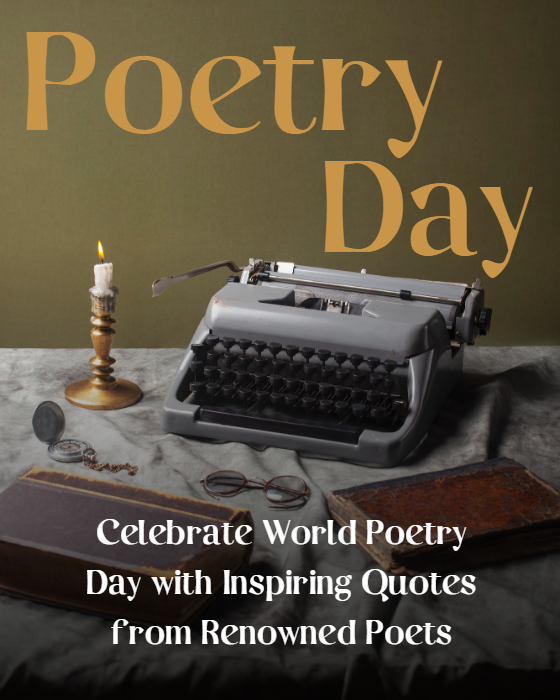 Poetry
Day
Celebrate World Poetry
Day with Inspiring Quotes
from Renowned Poets